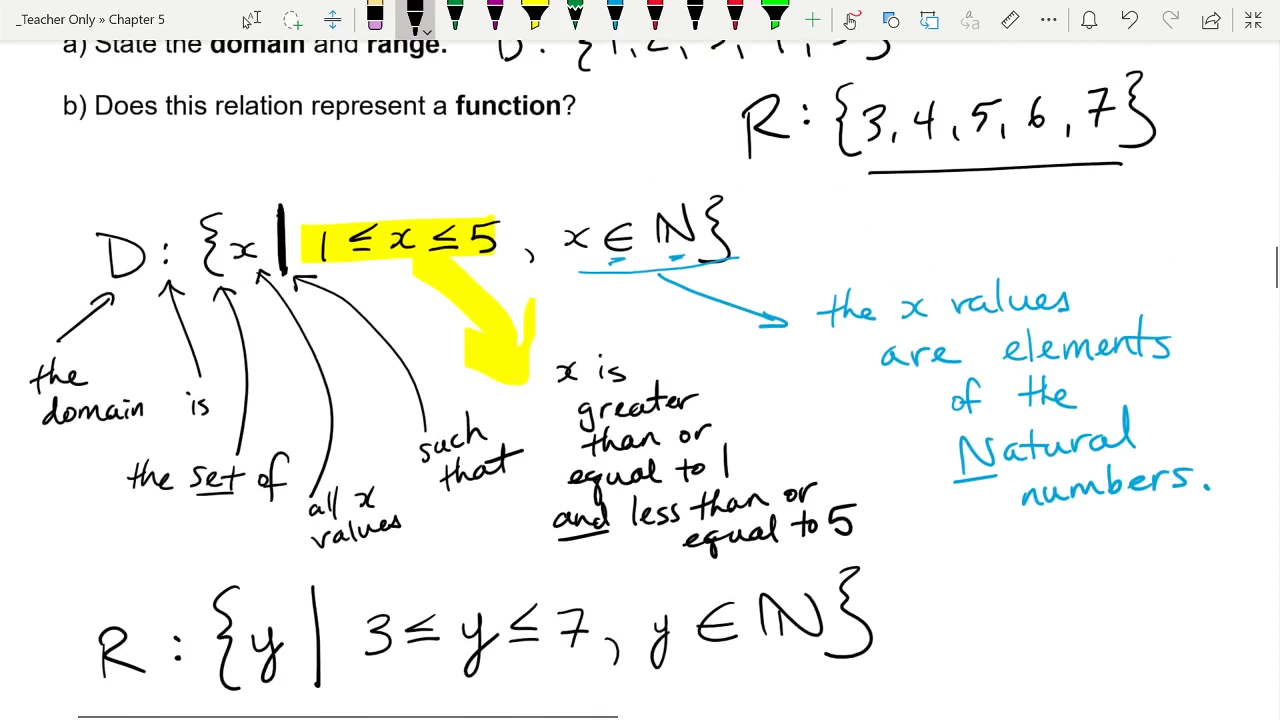 _Teacher Only » Chapter 5
a) State the domain and range.
b) Does this relation represent a function?
R : {3, 4, 5, 6, 7}
D : {x | 1 ≤ x ≤ 5 , x ∈ ℕ}
the domain
is
the set of
all x values
such that
x is
greater
than or
equal to 1
and less than or
equal to 5
the x values
are elements
of the
Natural
numbers.
R : {y | 3 ≤ y ≤ 7, y ∈ ℕ}